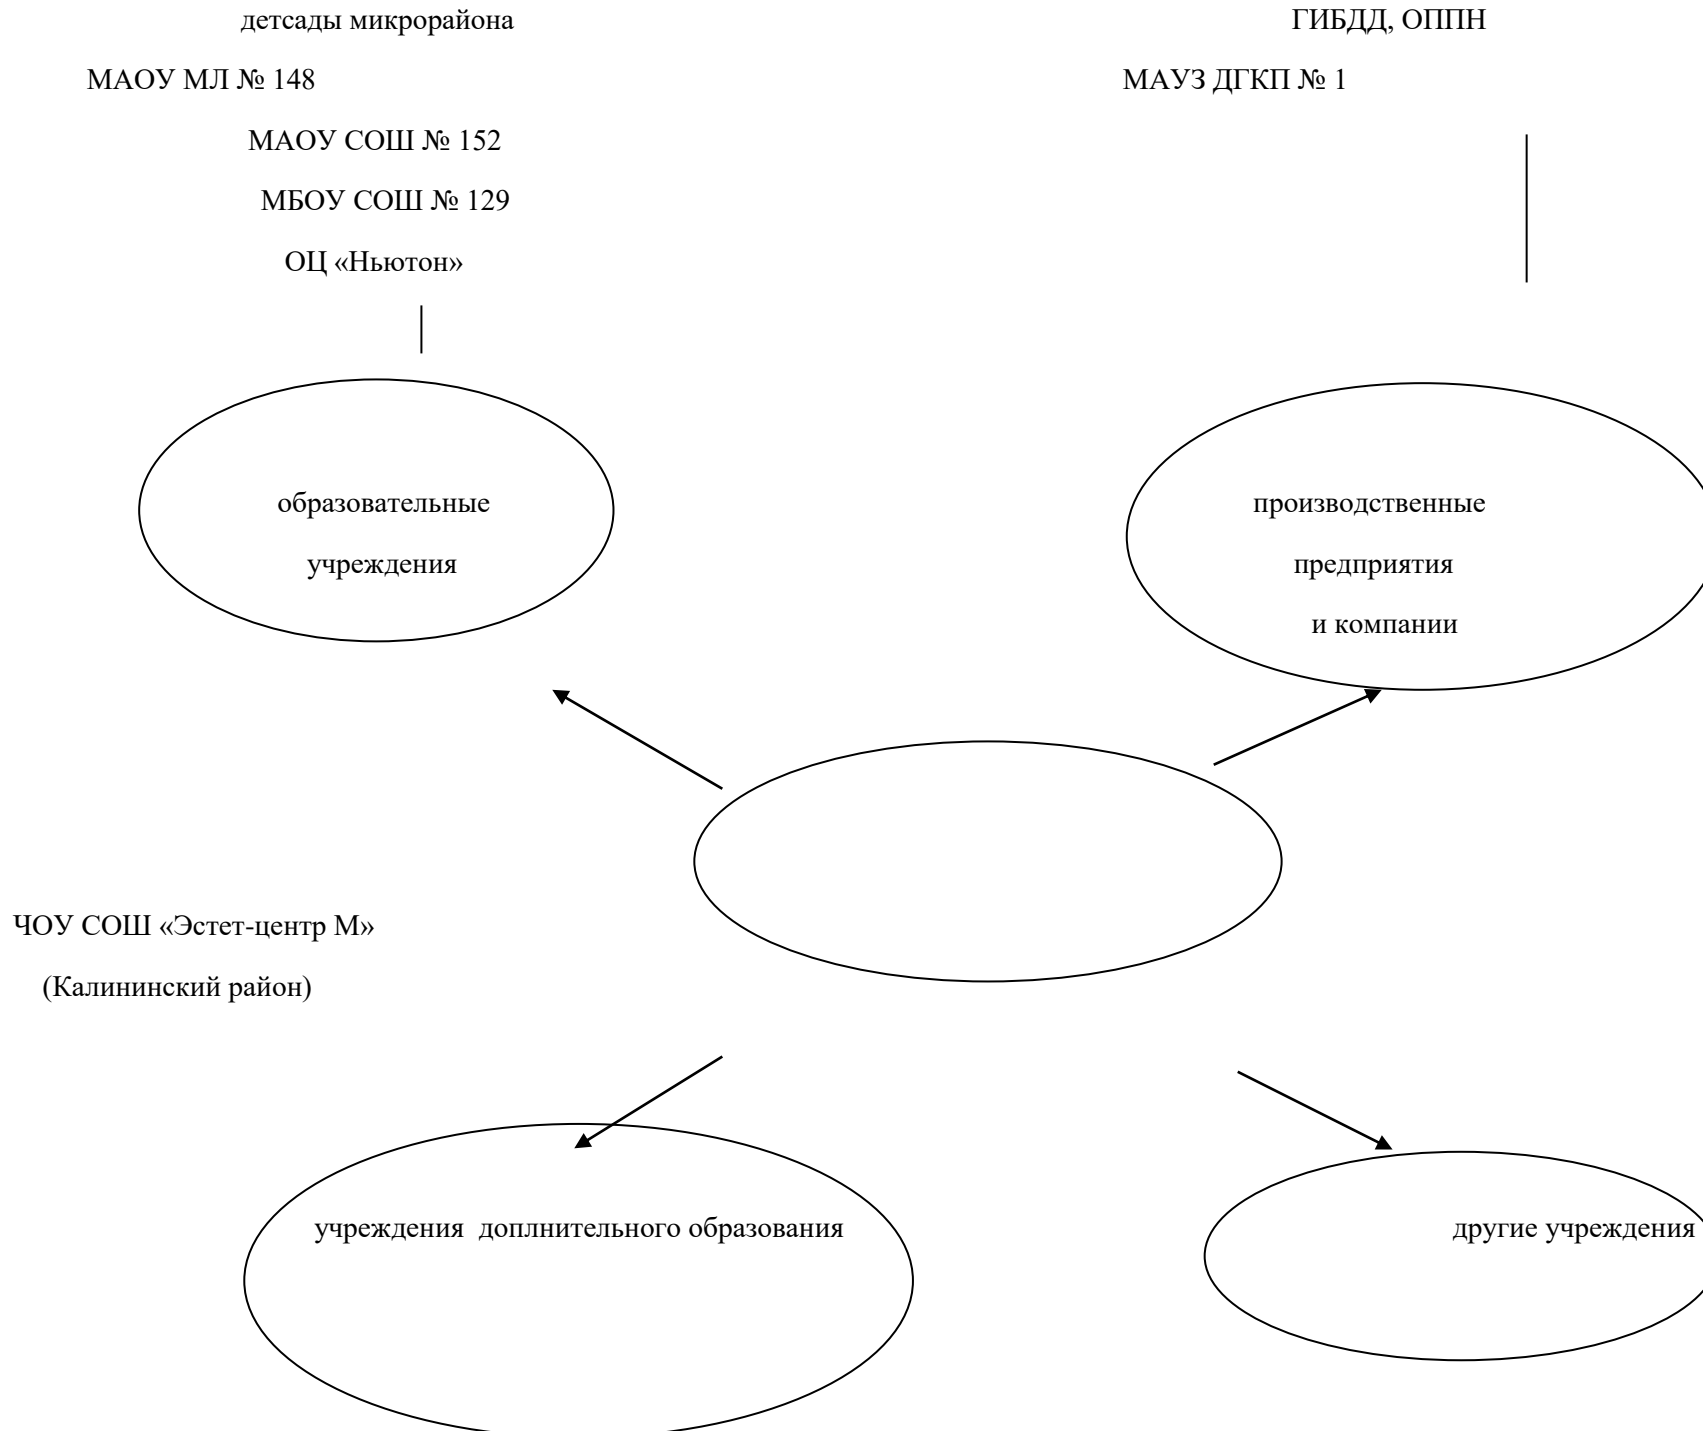 детсады микрорайона
ГИБДД, ОППН
МАОУ МЛ № 148
МАУЗ ДГКП № 1
МАОУ СОШ № 152
МБОУ СОШ № 129
ОЦ «Ньютон»
образовательные
учреждения
производственные
предприятия
и компании
ЧОУ СОШ «Эстет-центр М»
(Калининский район)
учреждения доплнительного образования
другие учреждения